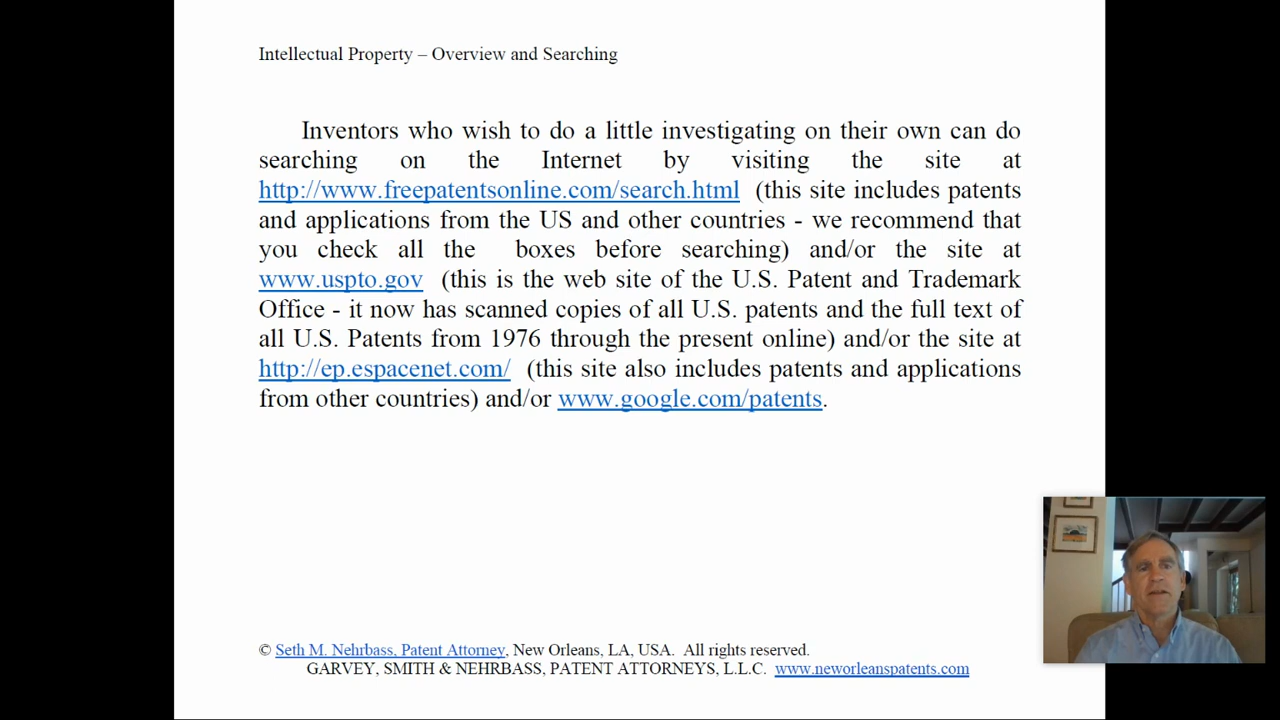 Intellectual Property – Overview and Searching
Inventors who wish to do a little investigating on their own can do
searching on the Internet by visiting the site at
http://www.freepatentsonline.com/search.html (this site includes patents
and applications from the US and other countries - we recommend that
you check all the boxes before searching) and/or the site at
www.uspto.gov (this is the web site of the U.S. Patent and Trademark
Office - it now has scanned copies of all U.S. patents and the full text of
all U.S. Patents from 1976 through the present online) and/or the site at
http://ep.espacenet.com/ (this site also includes patents and applications
from other countries) and/or www.google.com/patents.
© Seth M. Nehrbass, Patent Attorney, New Orleans, LA, USA. All rights reserved.
GARVEY, SMITH & NEHRBASS, PATENT ATTORNEYS, L.L.C. www.neworleanspatents.com